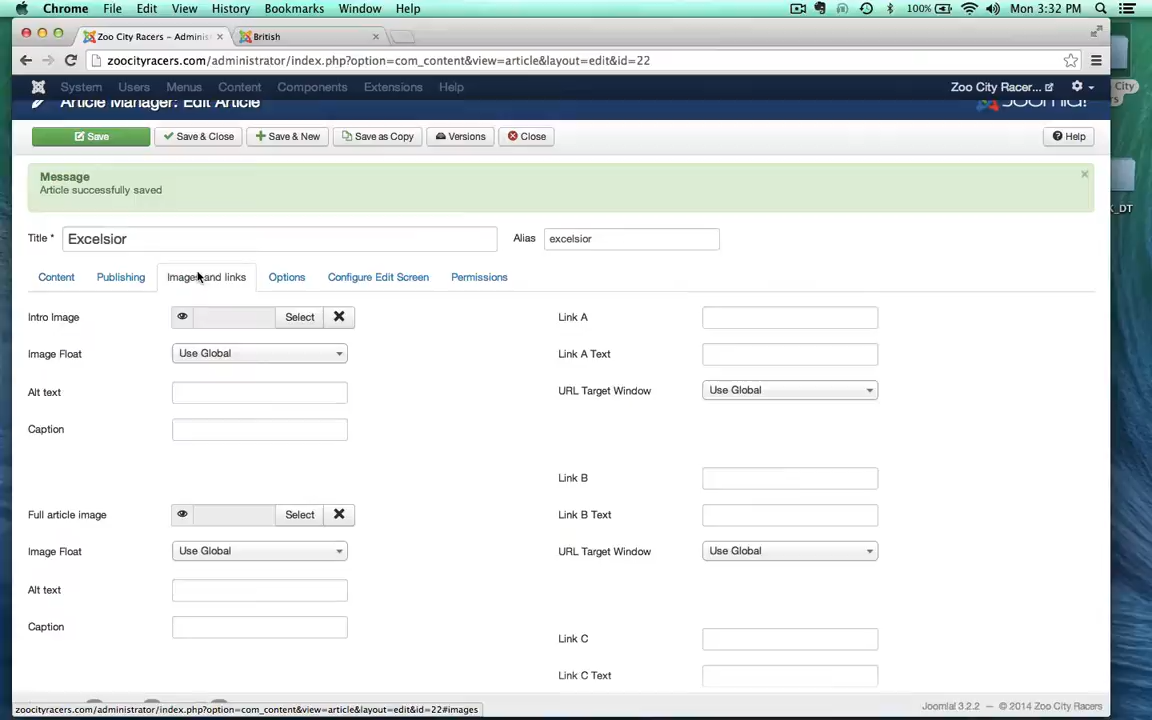 Chrome File Edit View History Bookmarks Window Help 100% Mon 3:32 PM
Zoo City Racers – Adminis × British ×
zoocityracers.com/administrator/index.php?option=com_content&view=article&layout=edit&id=22
System Users Menus Content Components Extensions Help Zoo City Racer...
Article Manager: Edit Article Joomla!
Save Save & Close Save & New Save as Copy Versions Close Help
Message ×
Article successfully saved
Title * Excelsior Alias excelsior
Content Publishing Images and links Options Configure Edit Screen Permissions
Intro Image Select Link A
Image Float Use Global Link A Text
Alt text URL Target Window Use Global
Caption
Link B
Full article image Select Link B Text
Image Float Use Global URL Target Window Use Global
Alt text
Caption
Link C
Link C Text
zoocityracers.com/administrator/index.php?option=com_content&view=article&layout=edit&id=22#images
Joomla! 3.2.2 — © 2014 Zoo City Racers